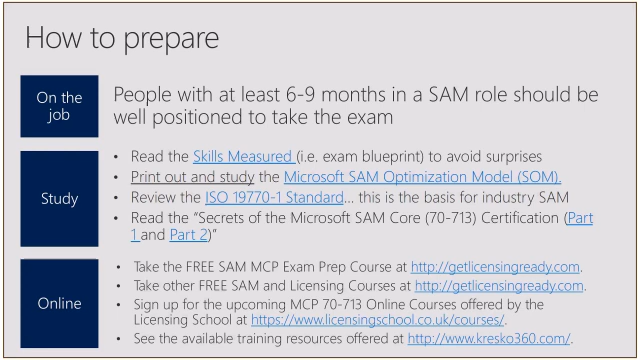 How to prepare
On the
job
People with at least 6-9 months in a SAM role should be
well positioned to take the exam
Study
• Read the Skills Measured (i.e. exam blueprint) to avoid surprises
• Print out and study the Microsoft SAM Optimization Model (SOM).
• Review the ISO 19770-1 Standard... this is the basis for industry SAM
• Read the "Secrets of the Microsoft SAM Core (70-713) Certification (Part
1 and Part 2)"
Online
• Take the FREE SAM MCP Exam Prep Course at http://getlicensingready.com.
• Take other FREE SAM and Licensing Courses at http://getlicensingready.com.
• Sign up for the upcoming MCP 70-713 Online Courses offered by the
Licensing School at https://www.licensingschool.co.uk/courses/.
• See the available training resources offered at http://www.kresko360.com/.